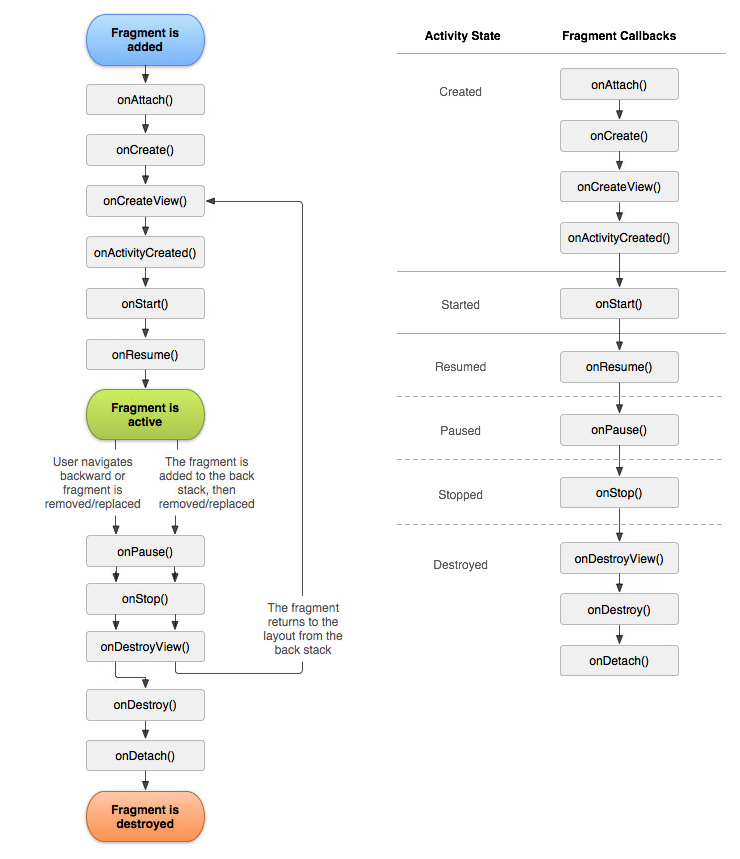 Fragment is
added
onAttach()
onCreate()
onCreateView()
onActivityCreated()
onStart()
onResume()
Fragment is
active
User navigates
backward or
fragment is
removed/replaced
The fragment is
added to the back
stack, then
removed/replaced
onPause()
onStop()
onDestroyView()
The fragment
returns to the
layout from the
back stack
onDestroy()
onDetach()
Fragment is
destroyed
Activity State
Fragment Callbacks
Created
onAttach()
onCreate()
onCreateView()
onActivityCreated()
Started
onStart()
Resumed
onResume()
Paused
onPause()
Stopped
onStop()
Destroyed
onDestroyView()
onDestroy()
onDetach()